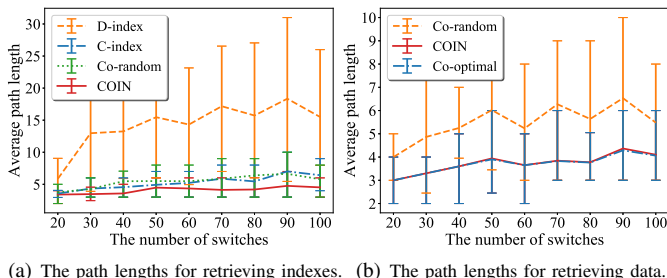 D-index
C-index
Co-random
COIN
Average path length
30
25
20
15
10
5
20 30 40 50 60 70 80 90 100
The number of switches
(a) The path lengths for retrieving indexes.
Co-random
COIN
Co-optimal
Average path length
10
9
8
7
6
5
4
3
2
20 30 40 50 60 70 80 90 100
The number of switches
(b) The path lengths for retrieving data.